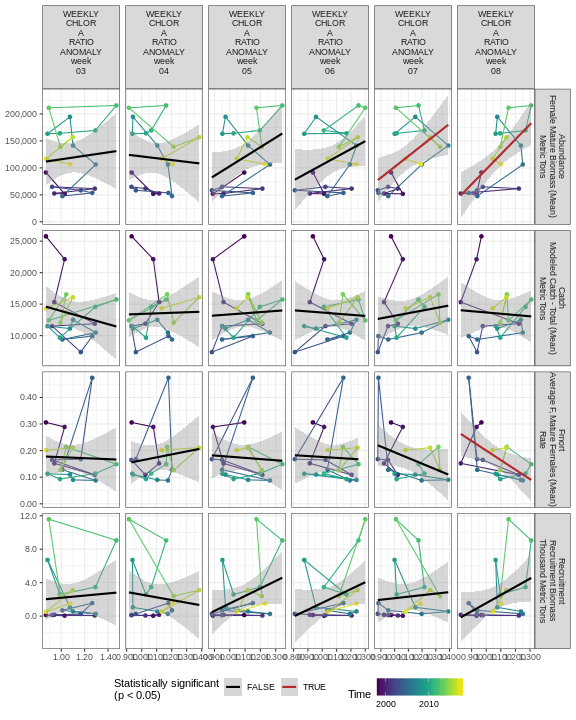 WEEKLY
CHLOR
A
RATIO
ANOMALY
week
03
WEEKLY
CHLOR
A
RATIO
ANOMALY
week
04
WEEKLY
CHLOR
A
RATIO
ANOMALY
week
05
WEEKLY
CHLOR
A
RATIO
ANOMALY
week
06
WEEKLY
CHLOR
A
RATIO
ANOMALY
week
07
WEEKLY
CHLOR
A
RATIO
ANOMALY
week
08
200,000
150,000
100,000
50,000
0
Abundance
Female Mature Biomass (Mean)
Metric Tons
25,000
20,000
15,000
10,000
Catch
Modeled Catch - Total (Mean)
Metric Tons
0.40
0.30
0.20
0.10
0.00
Fmort
Average F, Mature Females (Mean)
Rate
12.0
8.0
4.0
0.0
Recruitment
Recruitment Biomass
Thousand Metric Tons
1.00 1.20 1.40
Statistically significant
(p < 0.05)
FALSE
TRUE
Time
2000 2010